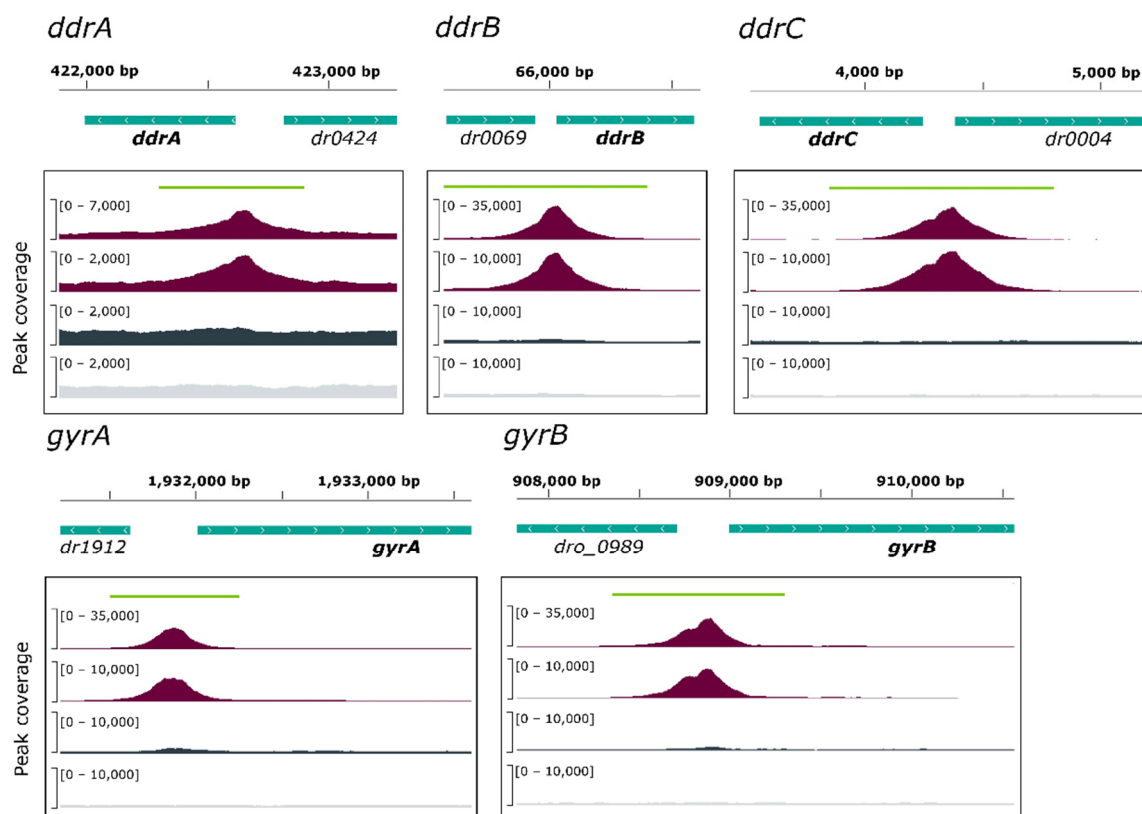 ddrA
ddrB
ddrC
422,000 bp
423,000 bp
66,000 bp
4,000 bp
5,000 bp
ddrA
dr0424
dr0069
ddrB
ddrC
dr0004
Peak coverage
[0 – 7,000]
[0 – 2,000]
[0 – 2,000]
[0 – 2,000]
[0 – 35,000]
[0 – 10,000]
[0 – 10,000]
[0 – 10,000]
[0 – 35,000]
[0 – 10,000]
[0 – 10,000]
[0 – 10,000]
gyrA
gyrB
1,932,000 bp
1,933,000 bp
908,000 bp
909,000 bp
910,000 bp
dr1912
gyrA
dro_0989
gyrB
Peak coverage
[0 – 35,000]
[0 – 10,000]
[0 – 10,000]
[0 – 10,000]
[0 – 35,000]
[0 – 10,000]
[0 – 10,000]
[0 – 10,000]